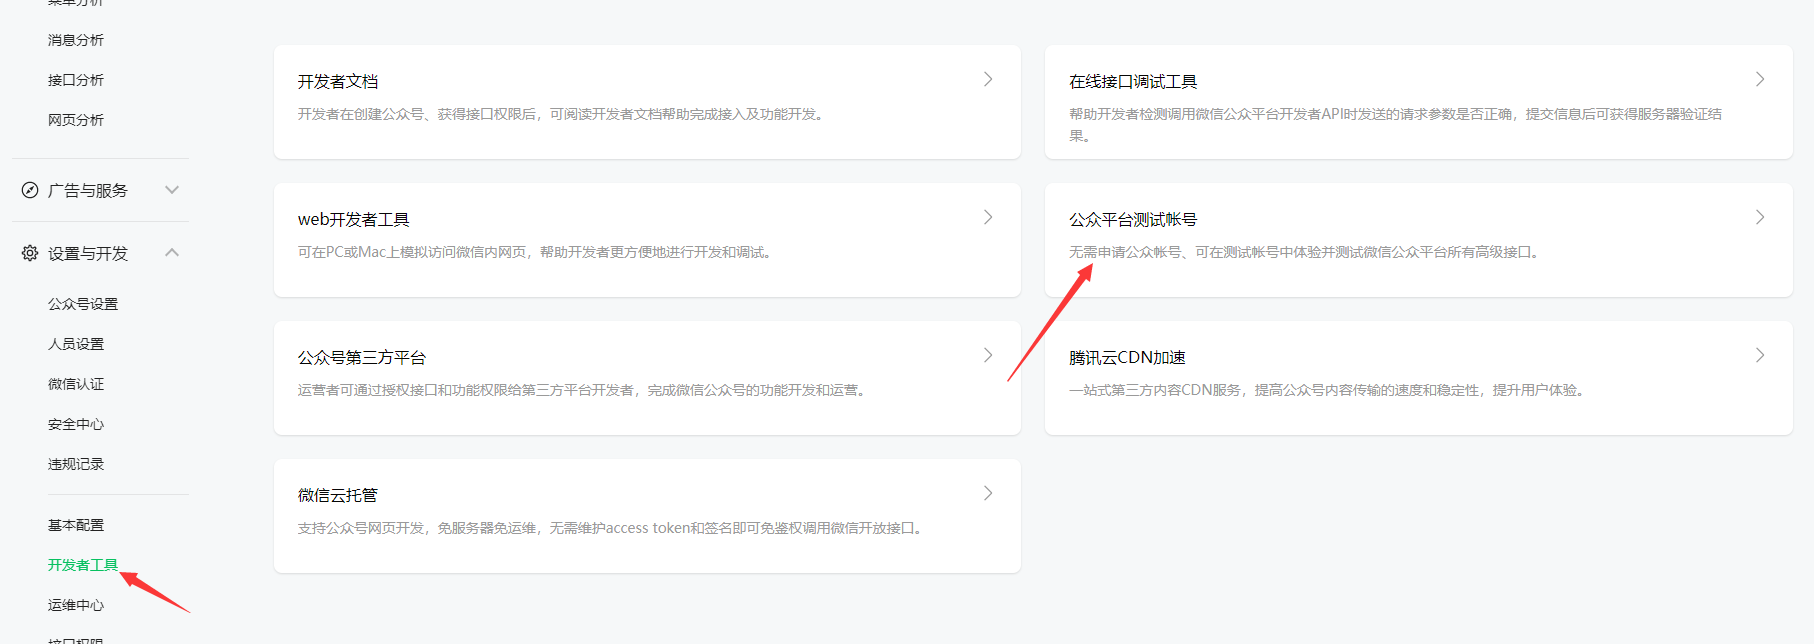 菜单分析
消息分析
接口分析
网页分析
广告与服务
设置与开发
公众号设置
人员设置
微信认证
安全中心
违规记录
基本配置
开发者工具
运维中心
接口权限
开发者文档
开发者在创建公众号、获得接口权限后，可阅读开发者文档帮助完成接入及功能开发。
在线接口调试工具
帮助开发者检测调用微信公众平台开发者API时发送的请求参数是否正确，提交信息后可获得服务器验证结
果。
web开发者工具
可在PC或Mac上模拟访问微信内网页，帮助开发者更方便地进行开发和调试。
公众平台测试帐号
无需申请公众帐号、可在测试帐号中体验并测试微信公众平台所有高级接口。
公众号第三方平台
运营者可通过授权接口和功能权限给第三方平台开发者，完成微信公众号的功能开发和运营。
腾讯云CDN加速
一站式第三方内容CDN服务，提高公众号内容传输的速度和稳定性，提升用户体验。
微信云托管
支持公众号网页开发，免服务器免运维，无需维护access token和签名即可免鉴权调用微信开放接口。